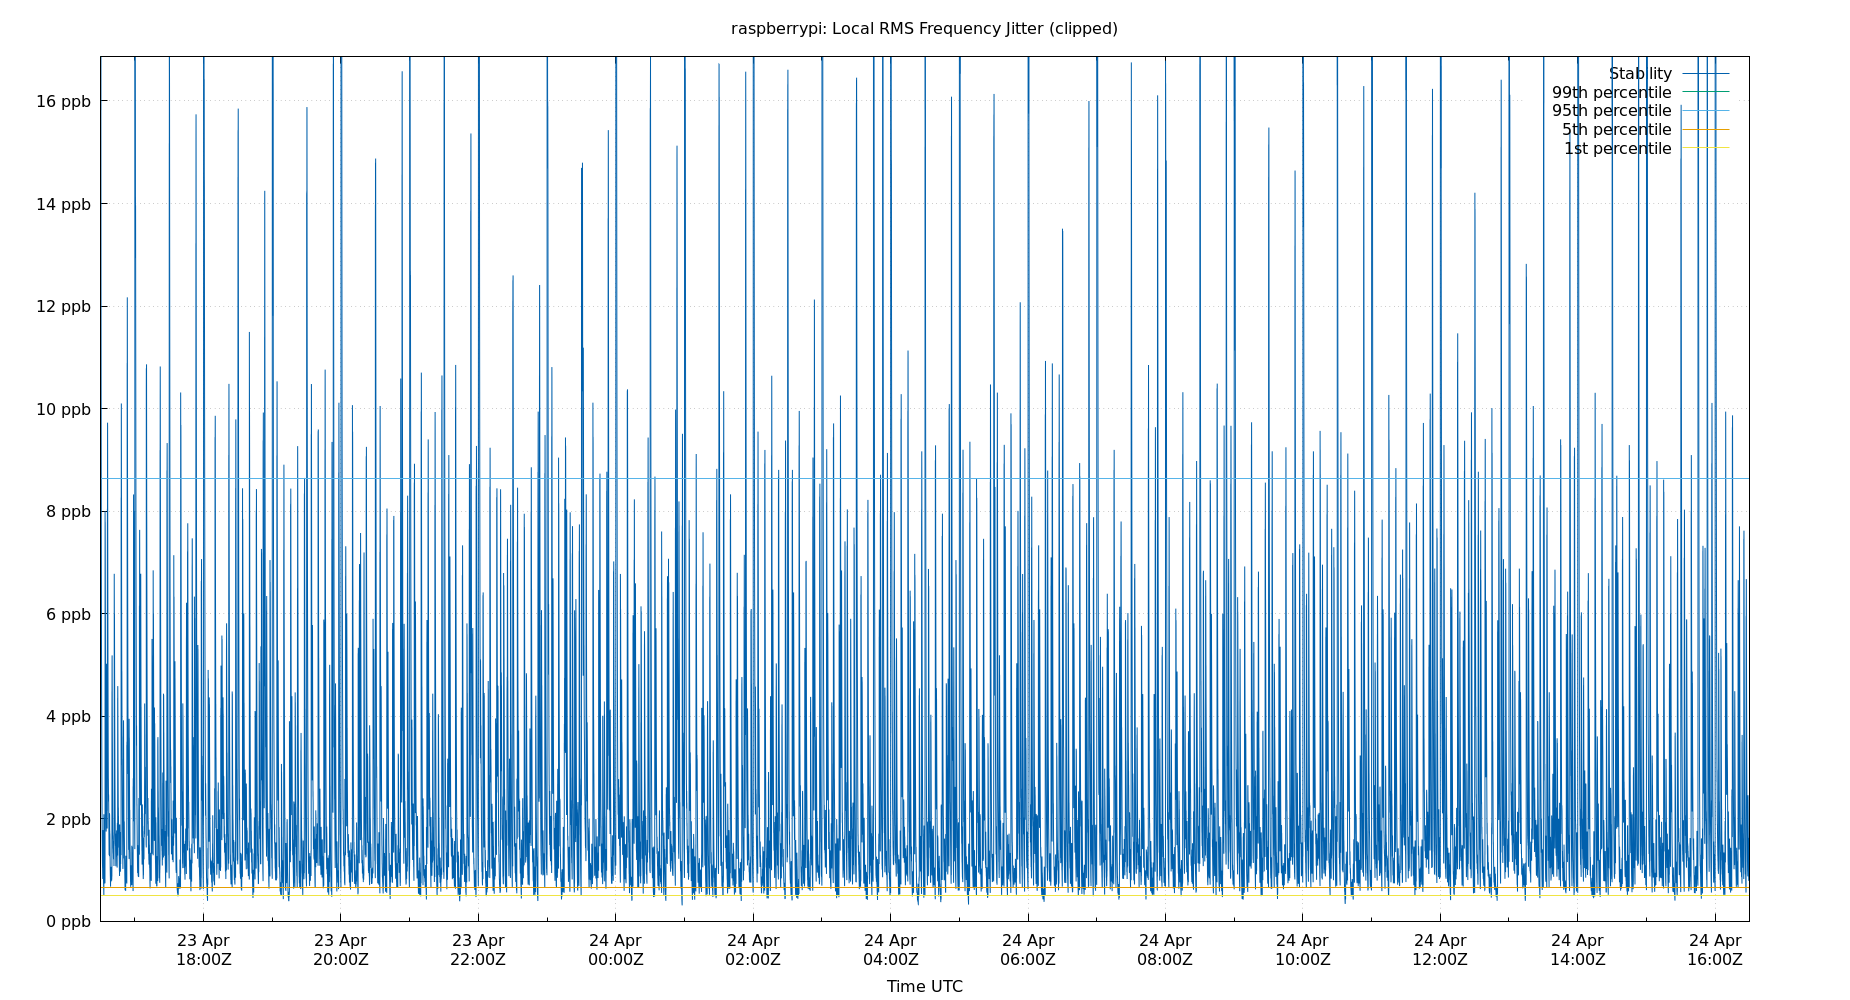 raspberrypi: Local RMS Frequency Jitter (clipped)
Stability
99th percentile
95th percentile
5th percentile
1st percentile
16 ppb
14 ppb
12 ppb
10 ppb
8 ppb
6 ppb
4 ppb
2 ppb
0 ppb
23 Apr 23 Apr 23 Apr 24 Apr 24 Apr 24 Apr 24 Apr 24 Apr 24 Apr 24 Apr 24 Apr 24 Apr
18:00Z 20:00Z 22:00Z 00:00Z 02:00Z 04:00Z 06:00Z 08:00Z 10:00Z 12:00Z 14:00Z 16:00Z
Time UTC